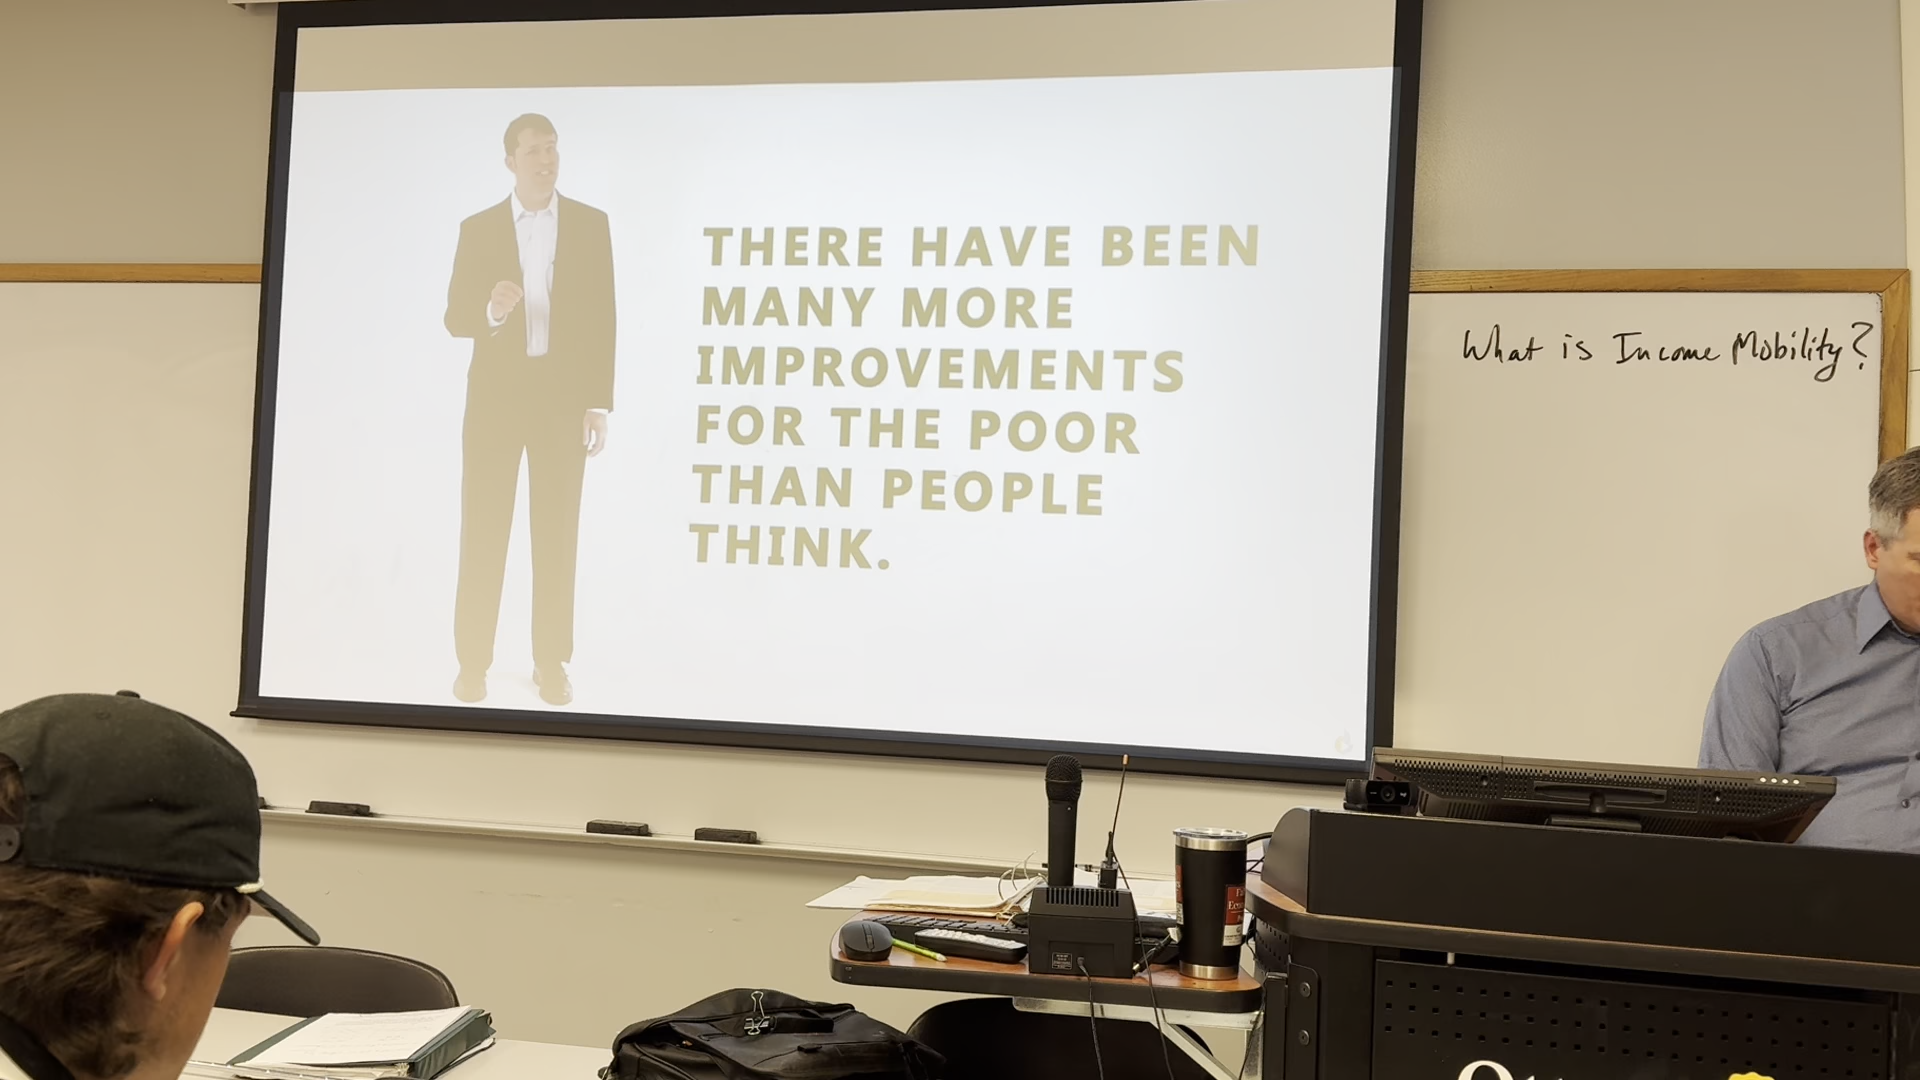 THERE HAVE BEEN
MANY MORE
IMPROVEMENTS
FOR THE POOR
THAN PEOPLE
THINK.
What is Income Mobility?